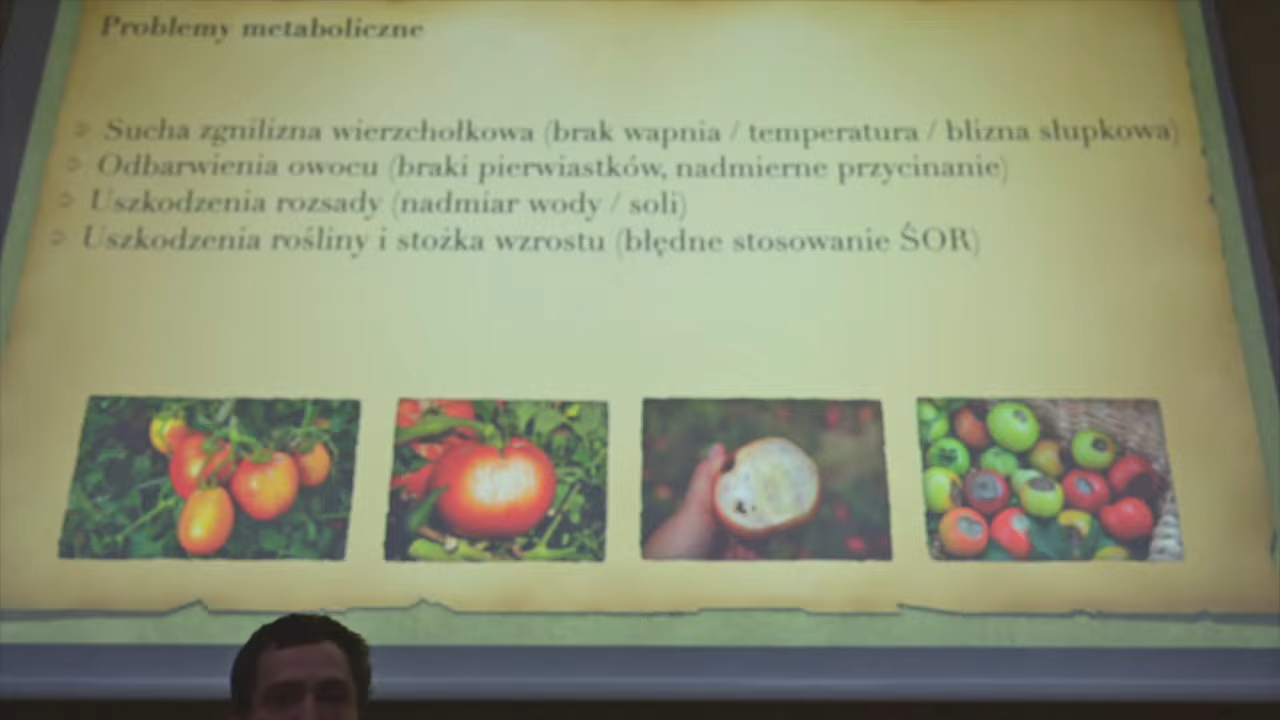 Problemy metaboliczne
Sucha zgnilizna wierzchołkowa (brak wapnia / temperatura / blizna słupkowa)
Odbarwienia owocu (braki pierwiastków, nadmierne przycinanie)
Uszkodzenia rozsady (nadmiar wody / soli)
Uszkodzenia rośliny i stożka wzrostu (błędne stosowanie ŚOR)